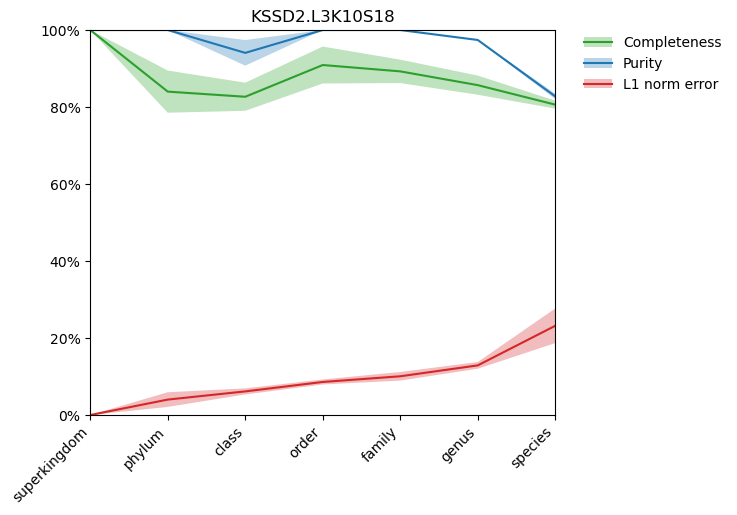 KSSD2.L3K10S18
100%
80%
60%
40%
20%
0%
superkingdom
phylum
class
order
family
genus
species
Completeness
Purity
L1 norm error